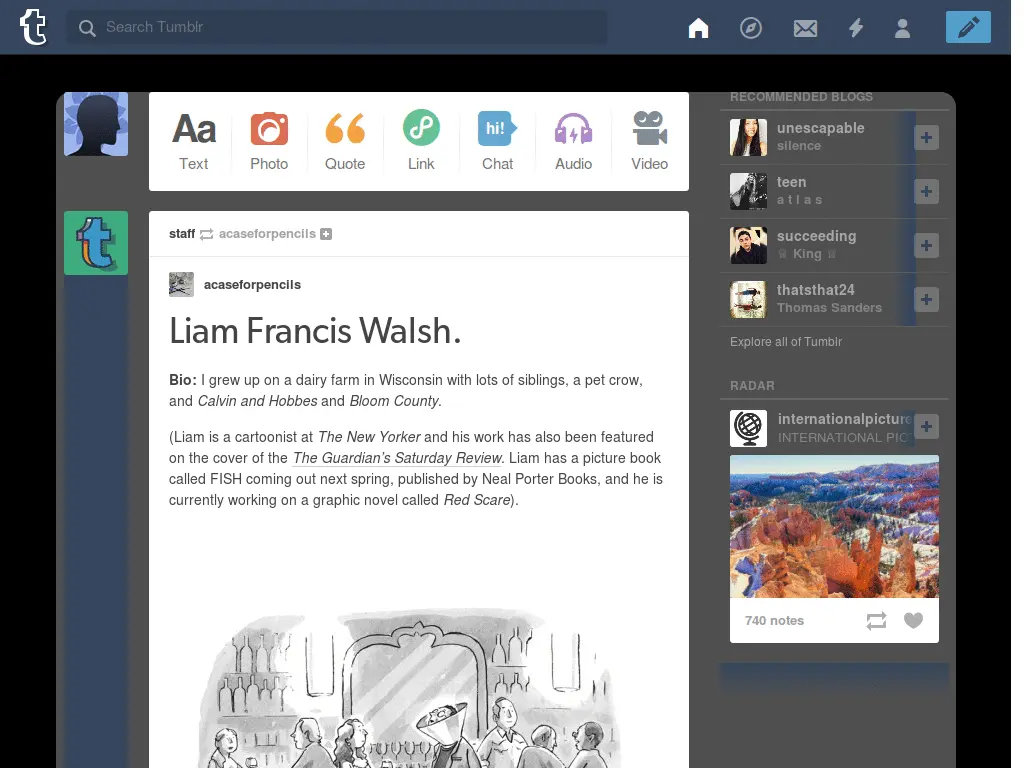 Search Tumblr
Aa
hi!
Text
Photo
Quote
Link
Chat
Audio
Video
staff acaseforpencils
acaseforpencils
Liam Francis Walsh.
Bio: I grew up on a dairy farm in Wisconsin with lots of siblings, a pet crow,
and Calvin and Hobbes and Bloom County.
(Liam is a cartoonist at The New Yorker and his work has also been featured
on the cover of the The Guardian’s Saturday Review. Liam has a picture book
called FISH coming out next spring, published by Neal Porter Books, and he is
currently working on a graphic novel called Red Scare).
RECOMMENDED BLOGS
unescapable
silence
teen
a t l a s
succeeding
♕ King ♕
thatsthat24
Thomas Sanders
Explore all of Tumblr
RADAR
internationalpicture
INTERNATIONAL PIC
740 notes